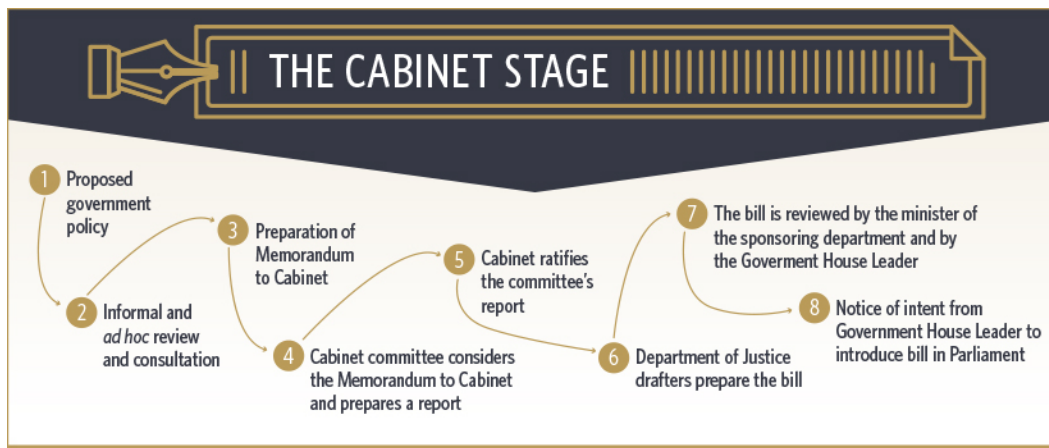 THE CABINET STAGE
1
Proposed
government
policy
2
Informal and
ad hoc review
and consultation
3
Preparation of
Memorandum
to Cabinet
4
Cabinet committee considers
the Memorandum to Cabinet
and prepares a report
5
Cabinet ratifies
the committee's
report
6
Department of Justice
drafters prepare the bill
7
The bill is reviewed by the minister of
the sponsoring department and by
the Goverment House Leader
8
Notice of intent from
Government House Leader to
introduce bill in Parliament